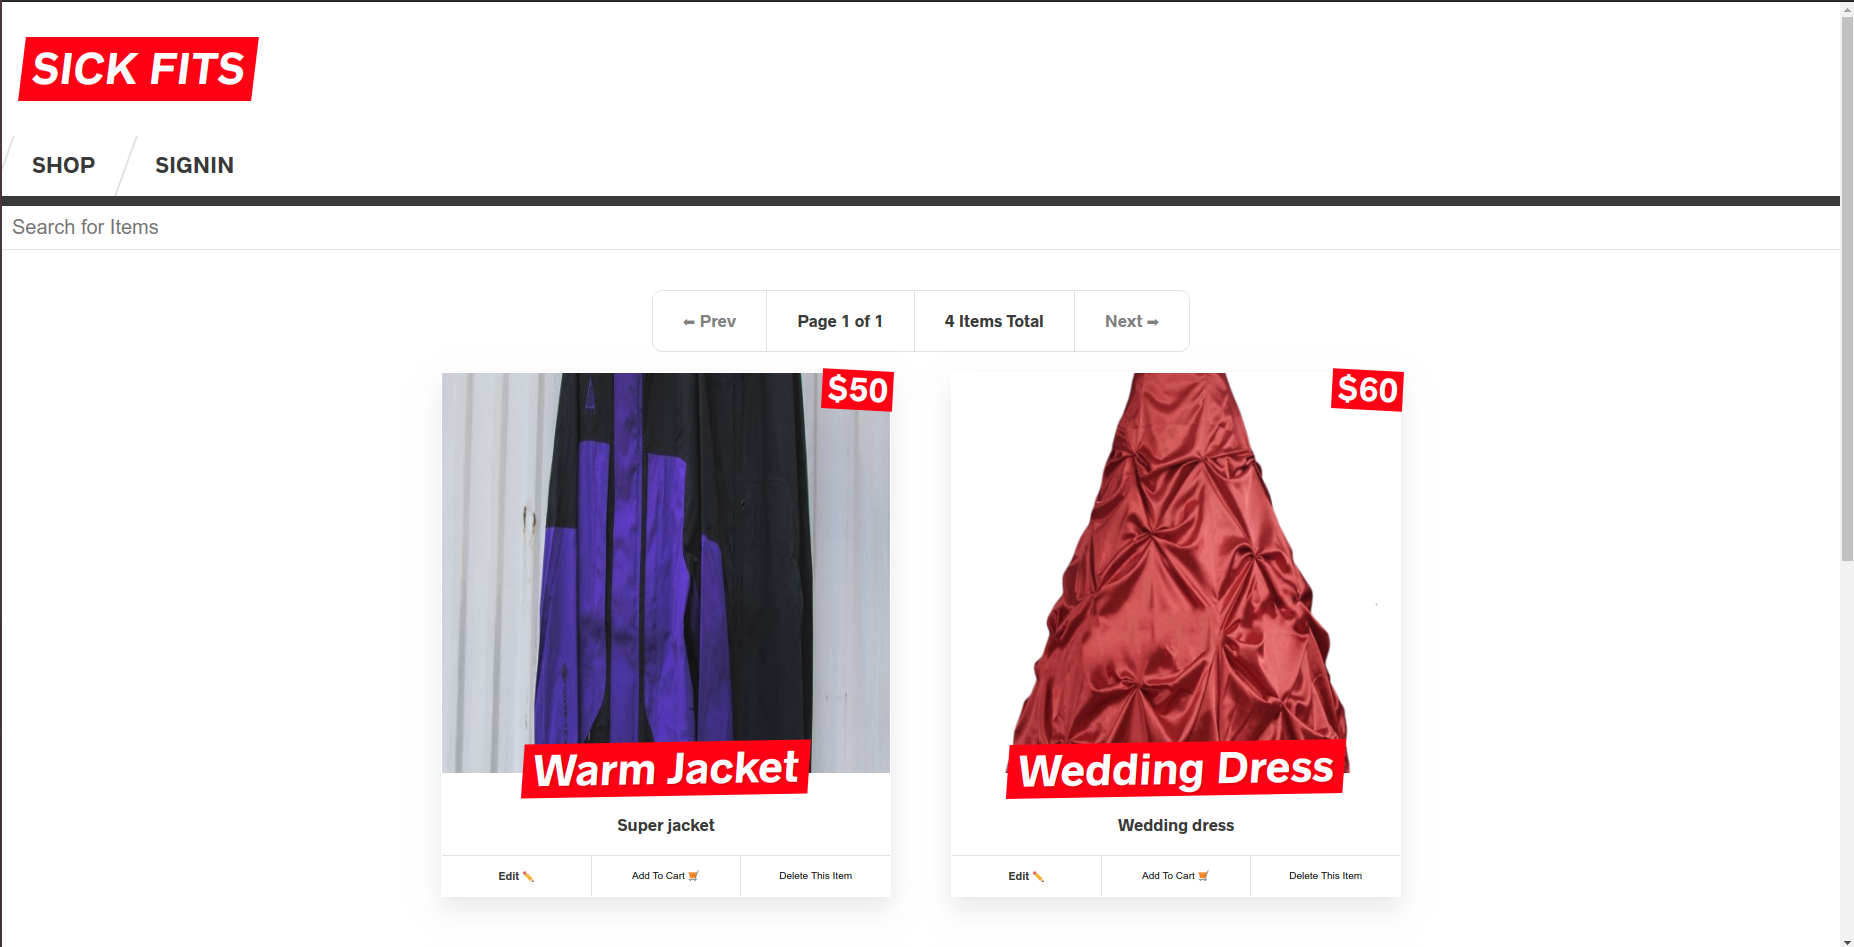 SICK FITS
SHOP SIGNIN
Search for Items
⬅ Prev Page 1 of 1 4 Items Total Next ➡
$50
$60
Warm Jacket
Wedding Dress
Super jacket
Wedding dress
Edit ✏️ Add To Cart 🛒 Delete This Item
Edit ✏️ Add To Cart 🛒 Delete This Item